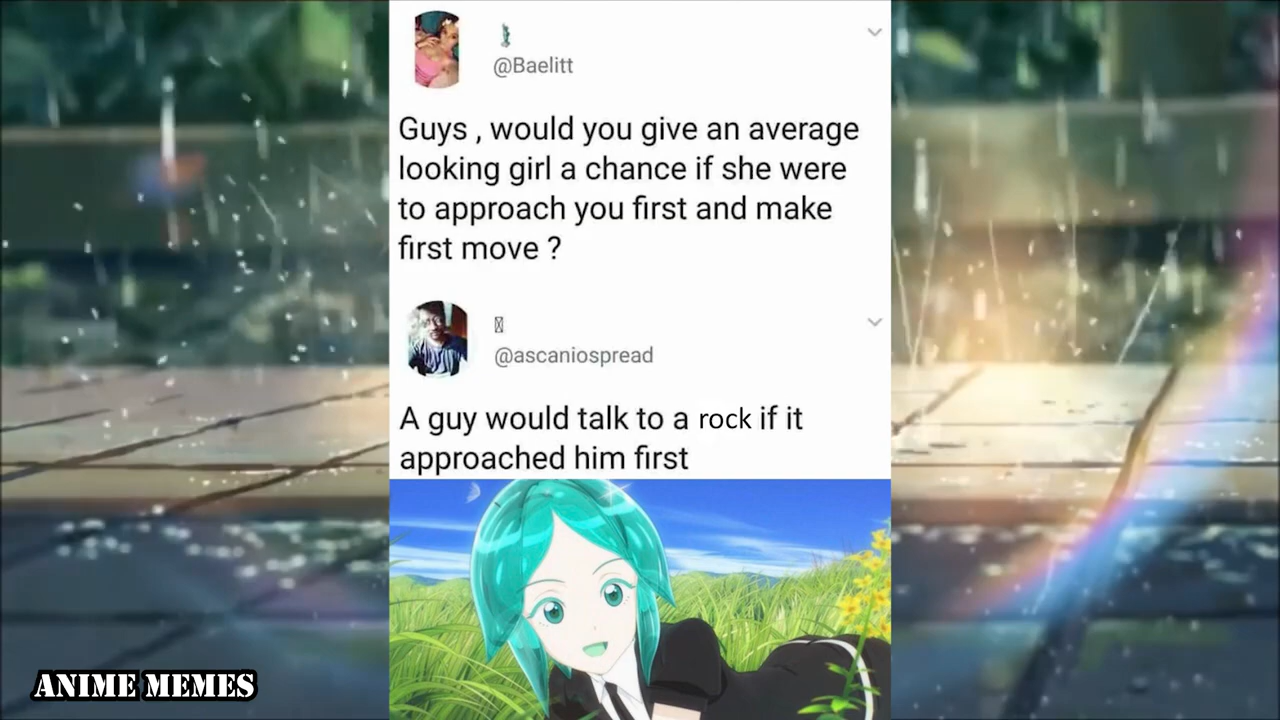 @Baelitt
Guys , would you give an average
looking girl a chance if she were
to approach you first and make
first move ?
@ascaniospread
A guy would talk to a rock if it
approached him first
ANIME MEMES